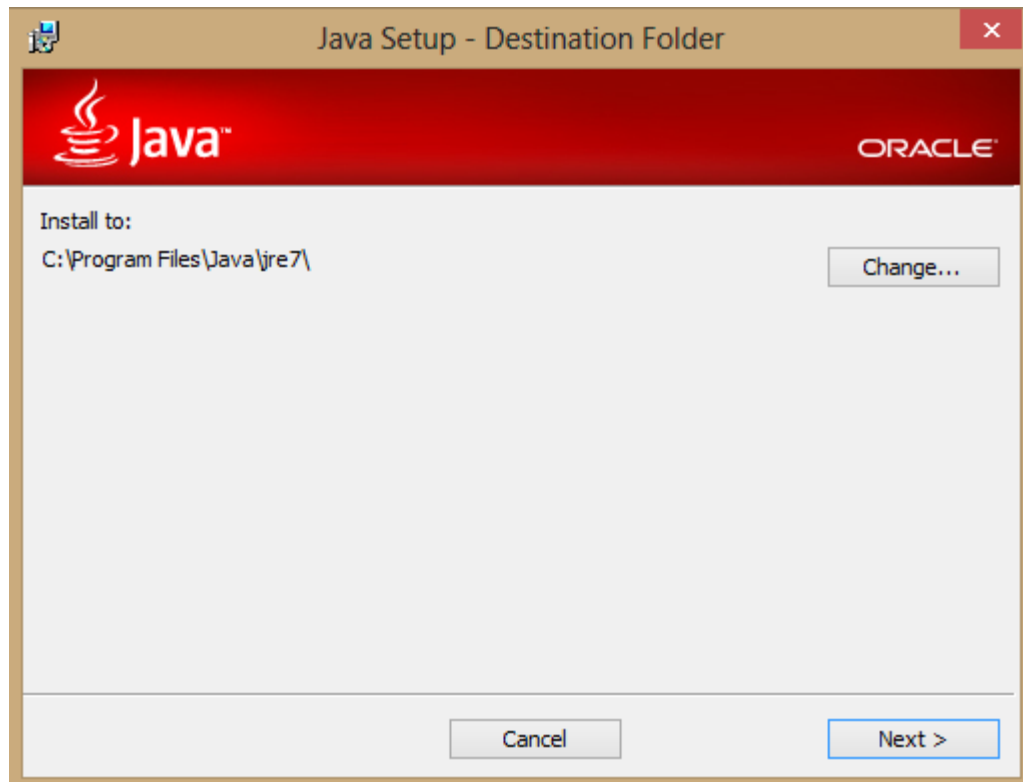 Java Setup - Destination Folder
Java™
ORACLE
Install to:
C:\Program Files\Java\jre7\
Change...
Cancel
Next >